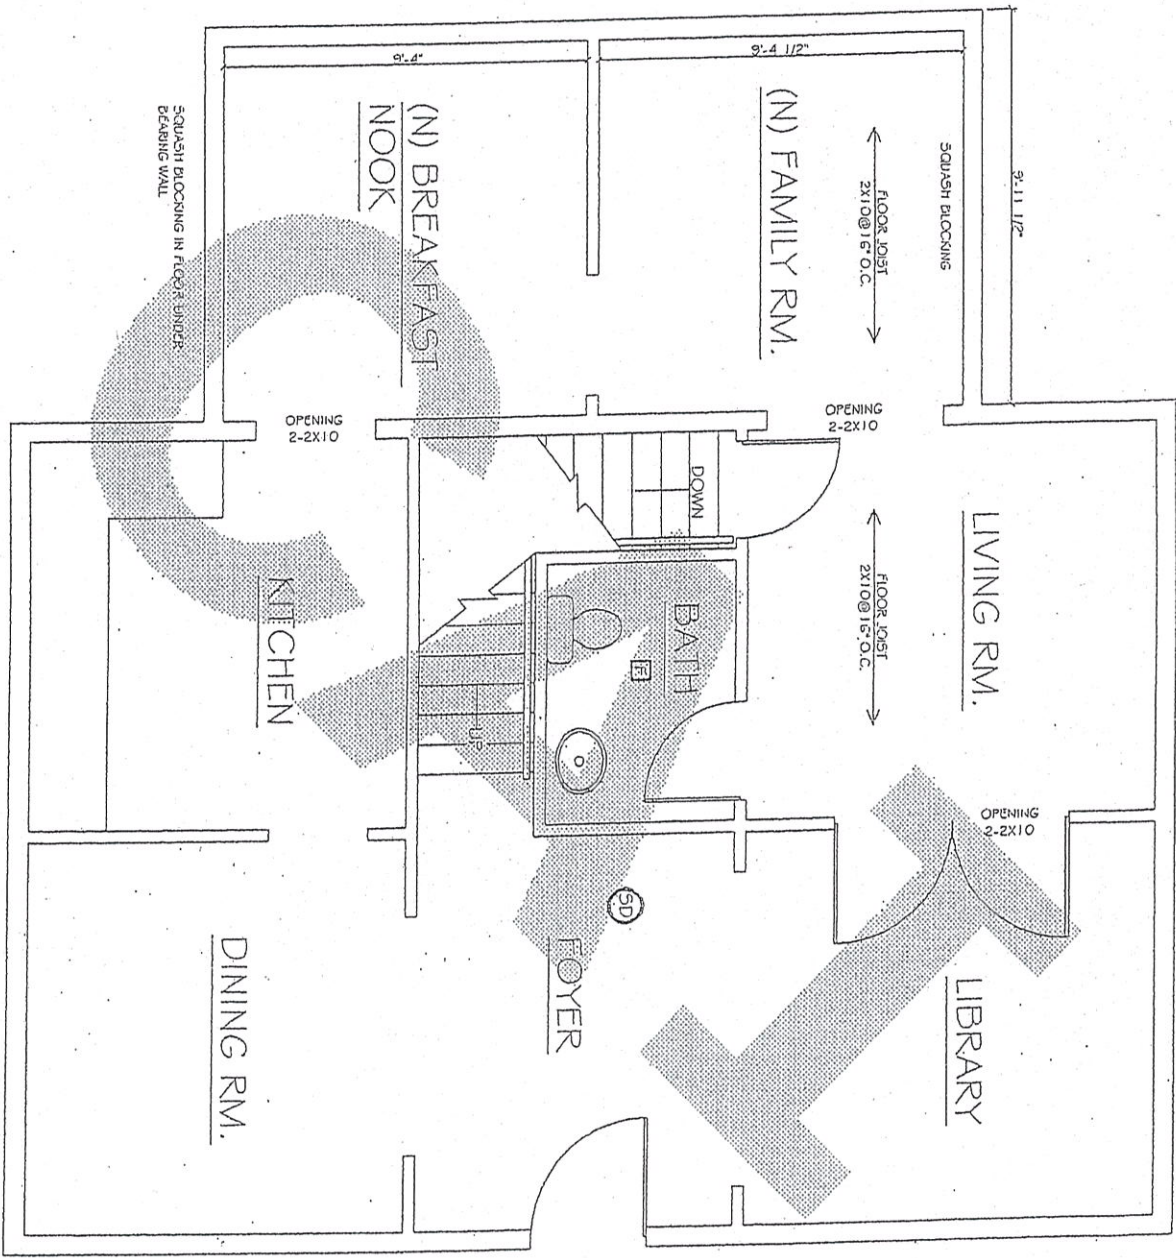 9'-11 1/2"
9'-4 1/2"
9'-4"
SQUASH BLOCKING
FLOOR JOIST
2X10@16"O.C.
(N) FAMILY RM.
(N) BREAKFAST
NOOK
SQUASH BLOCKING IN FLOOR UNDER
BEARING WALL
OPENING
2-2X10
OPENING
2-2X10
LIVING RM.
FLOOR JOIST
2X10@16"O.C.
DOWN
BATH
F
UP
KITCHEN
OPENING
2-2X10
LIBRARY
SD
FOYER
DINING RM.